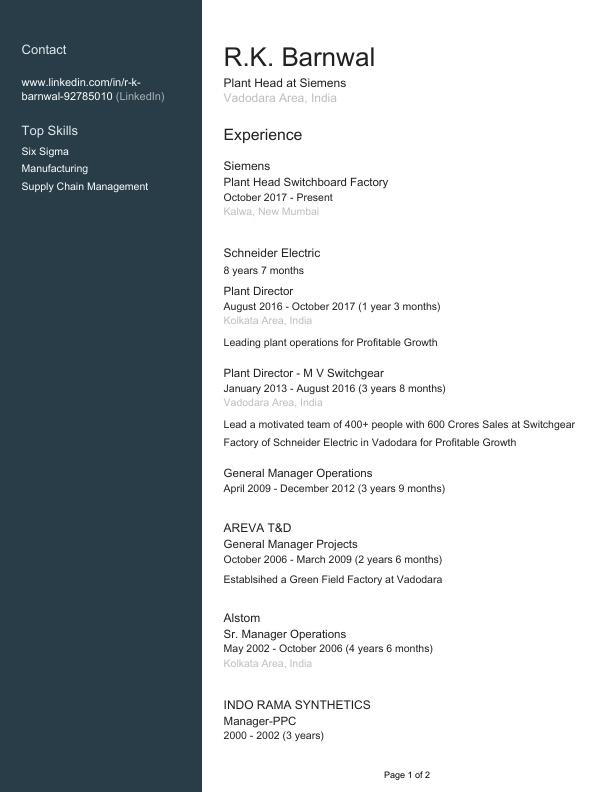 Contact
www.linkedin.com/in/r-k-
barnwal-92785010 (LinkedIn)
Top Skills
Six Sigma
Manufacturing
Supply Chain Management
R.K. Barnwal
Plant Head at Siemens
Vadodara Area, India
Experience
Siemens
Plant Head Switchboard Factory
October 2017 - Present
Kalwa, New Mumbai
Schneider Electric
8 years 7 months
Plant Director
August 2016 - October 2017 (1 year 3 months)
Kolkata Area, India
Leading plant operations for Profitable Growth
Plant Director - M V Switchgear
January 2013 - August 2016 (3 years 8 months)
Vadodara Area, India
Lead a motivated team of 400+ people with 600 Crores Sales at Switchgear
Factory of Schneider Electric in Vadodara for Profitable Growth
General Manager Operations
April 2009 - December 2012 (3 years 9 months)
AREVA T&D
General Manager Projects
October 2006 - March 2009 (2 years 6 months)
Establsihed a Green Field Factory at Vadodara
Alstom
Sr. Manager Operations
May 2002 - October 2006 (4 years 6 months)
Kolkata Area, India
INDO RAMA SYNTHETICS
Manager-PPC
2000 - 2002 (3 years)
Page 1 of 2